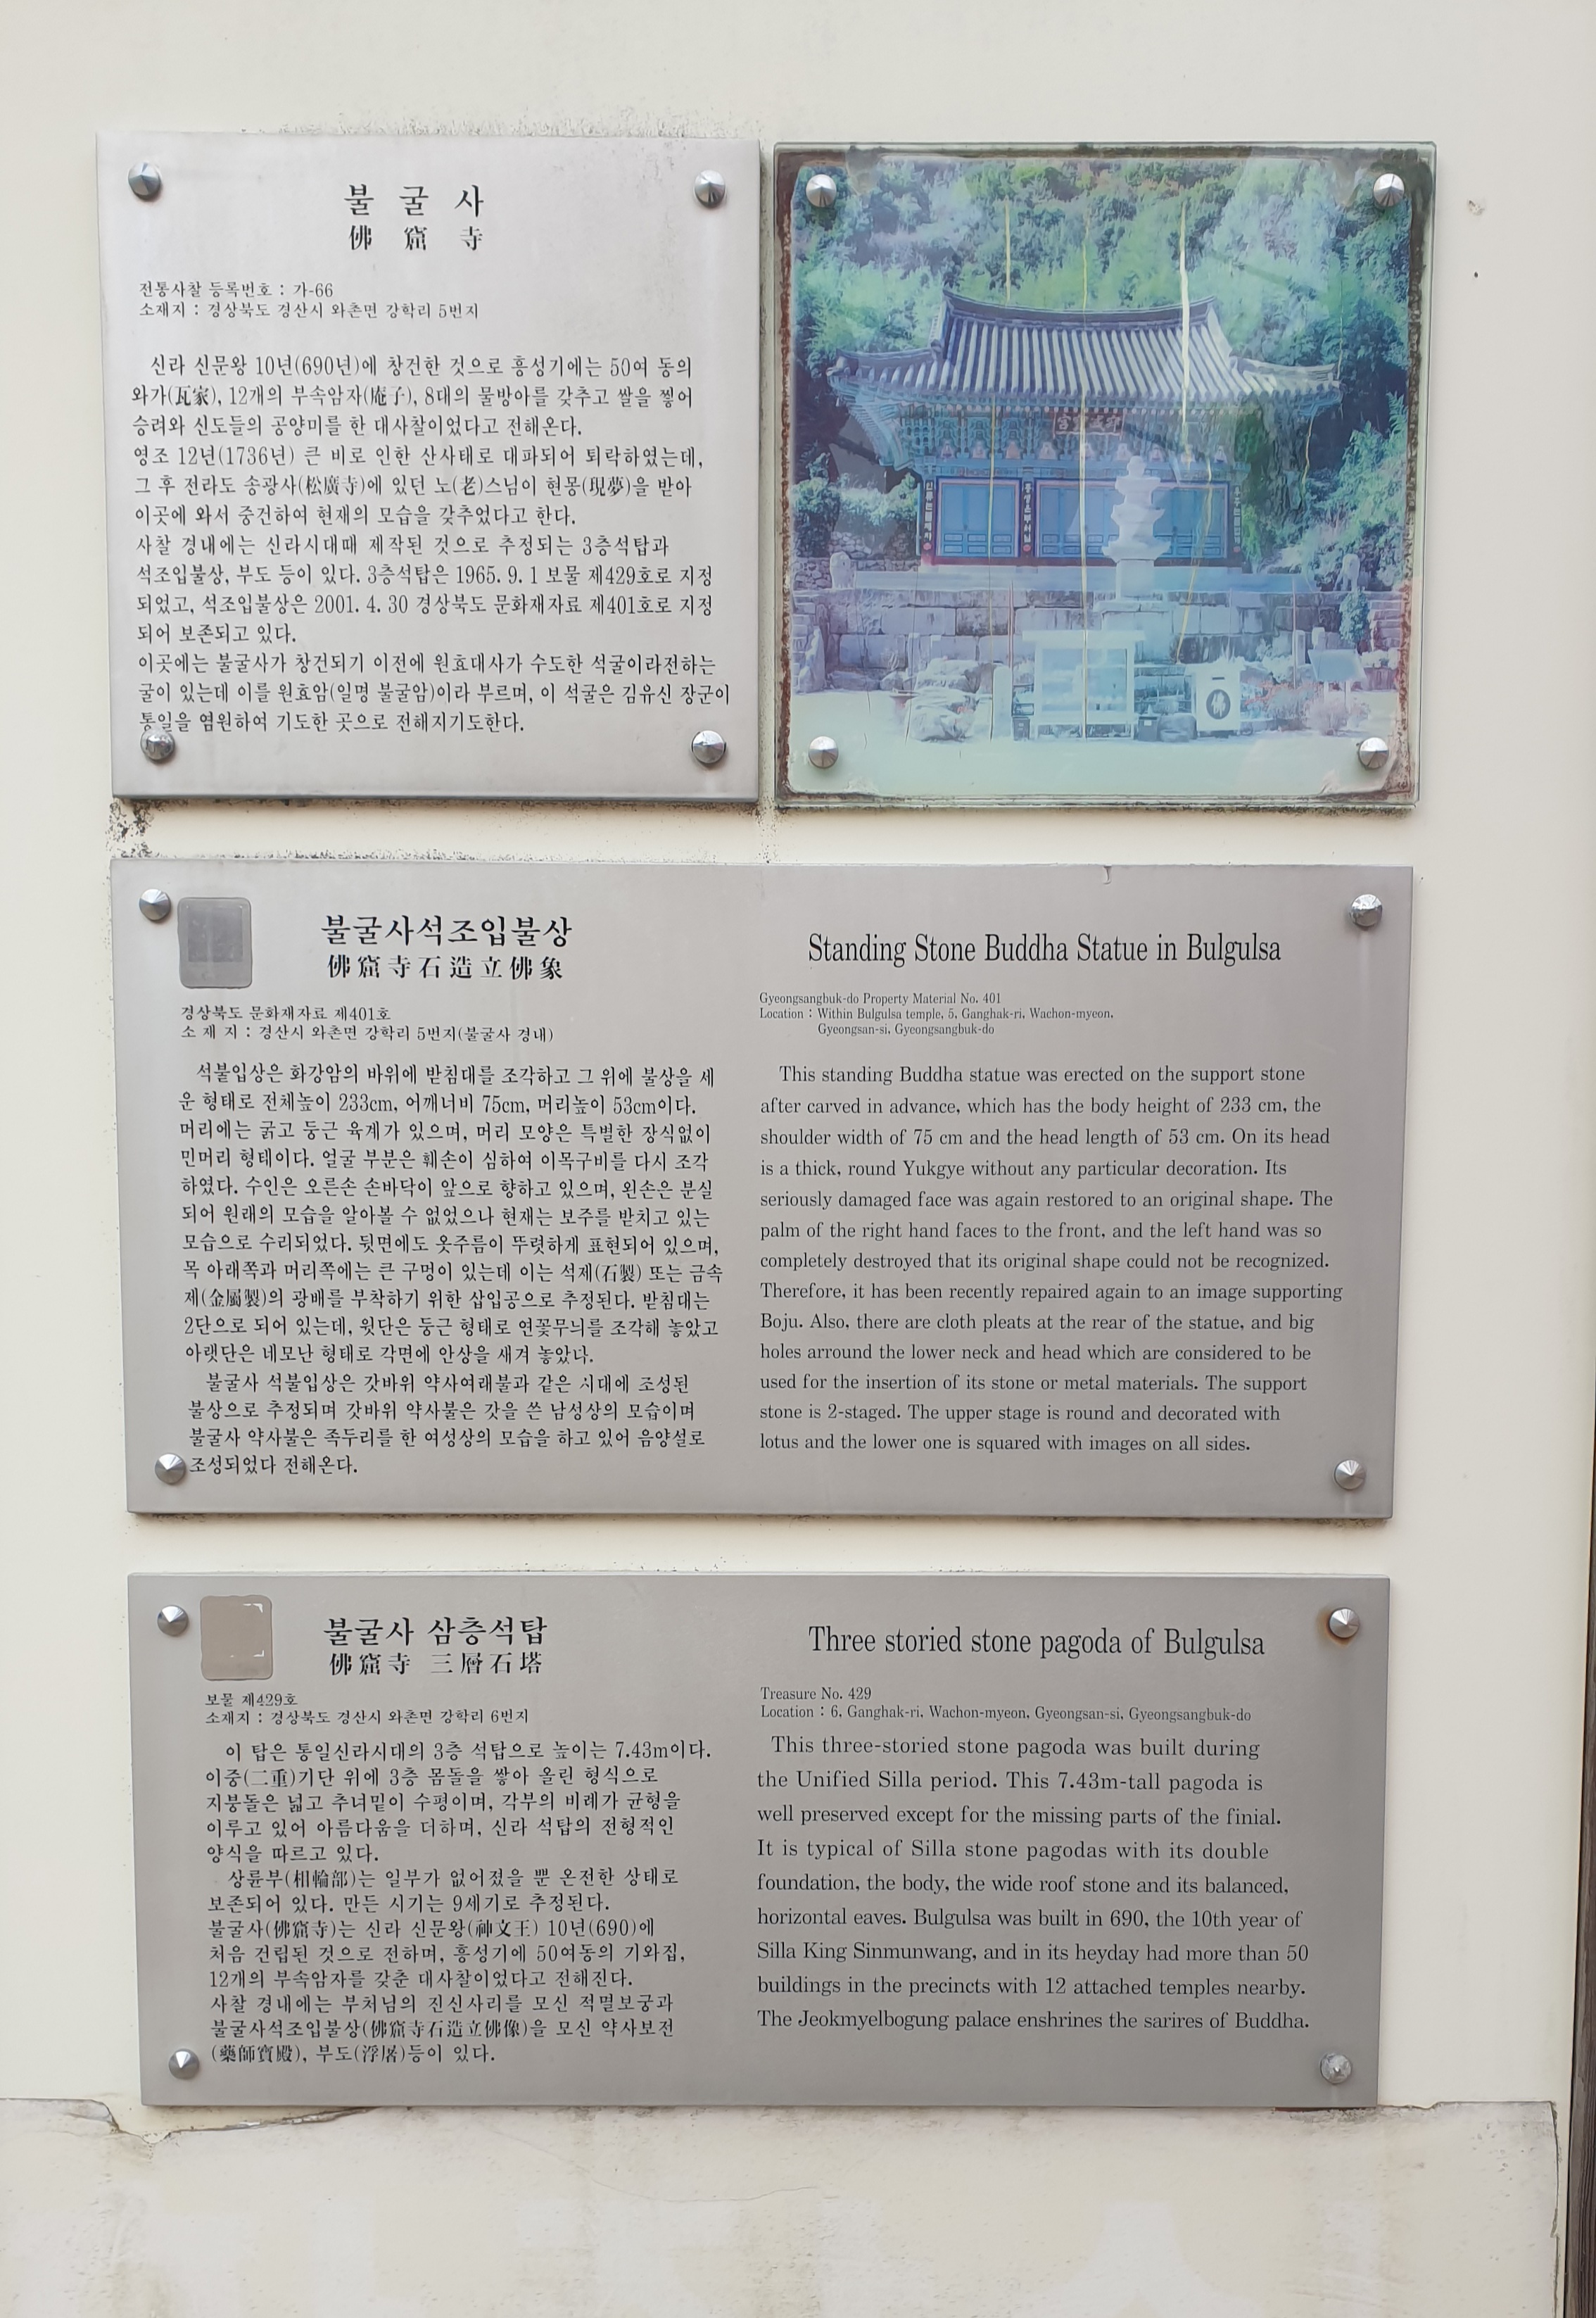 불 굴 사
佛 窟 寺
전통사찰 등록번호 : 가-66
소재지 : 경상북도 경산시 와촌면 강학리 5번지
신라 신문왕 10년(690년)에 창건한 것으로 흥성기에는 50여 동의
와가(瓦家), 12개의 부속암자(庵子), 8대의 물방아를 갖추고 쌀을 찧어
승려와 신도들의 공양미를 한 대사찰이었다고 전해온다.
영조 12년(1736년) 큰 비로 인한 산사태로 대파되어 퇴락하였는데,
그 후 전라도 송광사(松廣寺)에 있던 노(老)스님이 현몽(現夢)을 받아
이곳에 와서 중건하여 현재의 모습을 갖추었다고 한다.
사찰 경내에는 신라시대때 제작된 것으로 추정되는 3층석탑과
석조입불상, 부도 등이 있다. 3층석탑은 1965. 9. 1 보물 제429호로 지정
되었고, 석조입불상은 2001. 4. 30 경상북도 문화재자료 제401호로 지정
되어 보존되고 있다.
이곳에는 불굴사가 창건되기 이전에 원효대사가 수도한 석굴이라전하는
굴이 있는데 이를 원효암(일명 불굴암)이라 부르며, 이 석굴은 김유신 장군이
통일을 염원하여 기도한 곳으로 전해지기도한다.
불굴사석조입불상
佛窟寺石造立佛象
경상북도 문화재자료 제401호
소 재 지 : 경산시 와촌면 강학리 5번지(불굴사 경내)
석불입상은 화강암의 바위에 받침대를 조각하고 그 위에 불상을 세
운 형태로 전체높이 233cm, 어깨너비 75cm, 머리높이 53cm이다.
머리에는 굵고 둥근 육계가 있으며, 머리 모양은 특별한 장식없이
민머리 형태이다. 얼굴 부분은 훼손이 심하여 이목구비를 다시 조각
하였다. 수인은 오른손 손바닥이 앞으로 향하고 있으며, 왼손은 분실
되어 원래의 모습을 알아볼 수 없었으나 현재는 보주를 받치고 있는
모습으로 수리되었다. 뒷면에도 옷주름이 뚜렷하게 표현되어 있으며,
목 아래쪽과 머리쪽에는 큰 구멍이 있는데 이는 석제(石製) 또는 금속
제(金屬製)의 광배를 부착하기 위한 삽입공으로 추정된다. 받침대는
2단으로 되어 있는데, 윗단은 둥근 형태로 연꽃무늬를 조각해 놓았고
아랫단은 네모난 형태로 각면에 안상을 새겨 놓았다.
불굴사 석불입상은 갓바위 약사여래불과 같은 시대에 조성된
불상으로 추정되며 갓바위 약사불은 갓을 쓴 남성상의 모습이며
불굴사 약사불은 족두리를 한 여성상의 모습을 하고 있어 음양설로
조성되었다 전해온다.
Standing Stone Buddha Statue in Bulgulsa
Gyeongsangbuk-do Property Material No. 401
Location : Within Bulgulsa temple, 5, Ganghak-ri, Wachon-myeon,
Gyeongsan-si, Gyeongsangbuk-do
This standing Buddha statue was erected on the support stone
after carved in advance, which has the body height of 233 cm, the
shoulder width of 75 cm and the head length of 53 cm. On its head
is a thick, round Yukgye without any particular decoration. Its
seriously damaged face was again restored to an original shape. The
palm of the right hand faces to the front, and the left hand was so
completely destroyed that its original shape could not be recognized.
Therefore, it has been recently repaired again to an image supporting
Boju. Also, there are cloth pleats at the rear of the statue, and big
holes arround the lower neck and head which are considered to be
used for the insertion of its stone or metal materials. The support
stone is 2-staged. The upper stage is round and decorated with
lotus and the lower one is squared with images on all sides.
불굴사 삼층석탑
佛窟寺 三層石塔
보물 제429호
소재지 : 경상북도 경산시 와촌면 강학리 6번지
이 탑은 통일신라시대의 3층 석탑으로 높이는 7.43m이다.
이중(二重)기단 위에 3층 몸돌을 쌓아 올린 형식으로
지붕돌은 넓고 추녀밑이 수평이며, 각부의 비례가 균형을
이루고 있어 아름다움을 더하며, 신라 석탑의 전형적인
양식을 따르고 있다.
상륜부(相輪部)는 일부가 없어졌을 뿐 온전한 상태로
보존되어 있다. 만든 시기는 9세기로 추정된다.
불굴사(佛窟寺)는 신라 신문왕(神文王) 10년(690)에
처음 건립된 것으로 전하며, 흥성기에 50여동의 기와집,
12개의 부속암자를 갖춘 대사찰이었다고 전해진다.
사찰 경내에는 부처님의 진신사리를 모신 적멸보궁과
불굴사석조입불상(佛窟寺石造立佛像)을 모신 약사보전
(藥師寶殿), 부도(浮屠)등이 있다.
Three storied stone pagoda of Bulgulsa
Treasure No. 429
Location : 6, Ganghak-ri, Wachon-myeon, Gyeongsan-si, Gyeongsangbuk-do
This three-storied stone pagoda was built during
the Unified Silla period. This 7.43m-tall pagoda is
well preserved except for the missing parts of the finial.
It is typical of Silla stone pagodas with its double
foundation, the body, the wide roof stone and its balanced,
horizontal eaves. Bulgulsa was built in 690, the 10th year of
Silla King Sinmunwang, and in its heyday had more than 50
buildings in the precincts with 12 attached temples nearby.
The Jeokmyelbogung palace enshrines the sarires of Buddha.